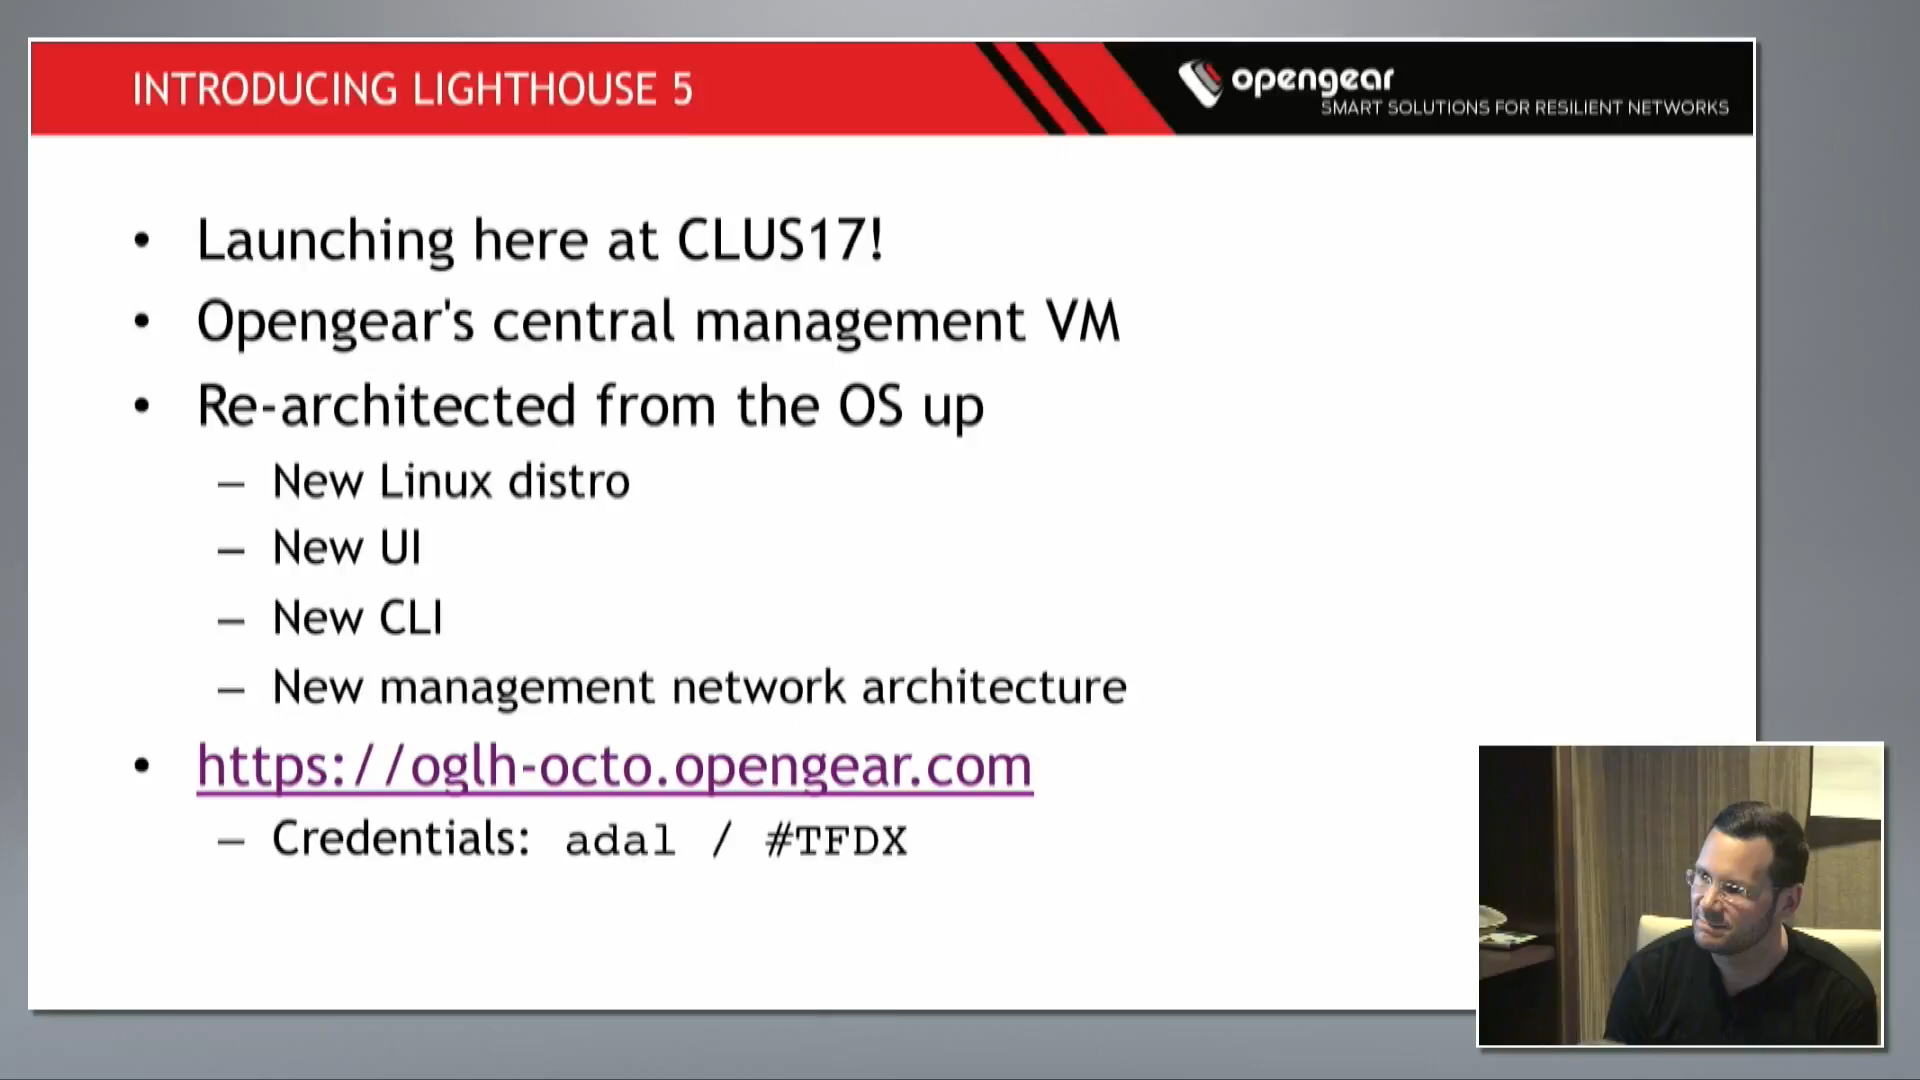 INTRODUCING LIGHTHOUSE 5
opengear
SMART SOLUTIONS FOR RESILIENT NETWORKS
• Launching here at CLUS17!
• Opengear's central management VM
• Re-architected from the OS up
– New Linux distro
– New UI
– New CLI
– New management network architecture
• https://oglh-octo.opengear.com
– Credentials: adal / #TFDX